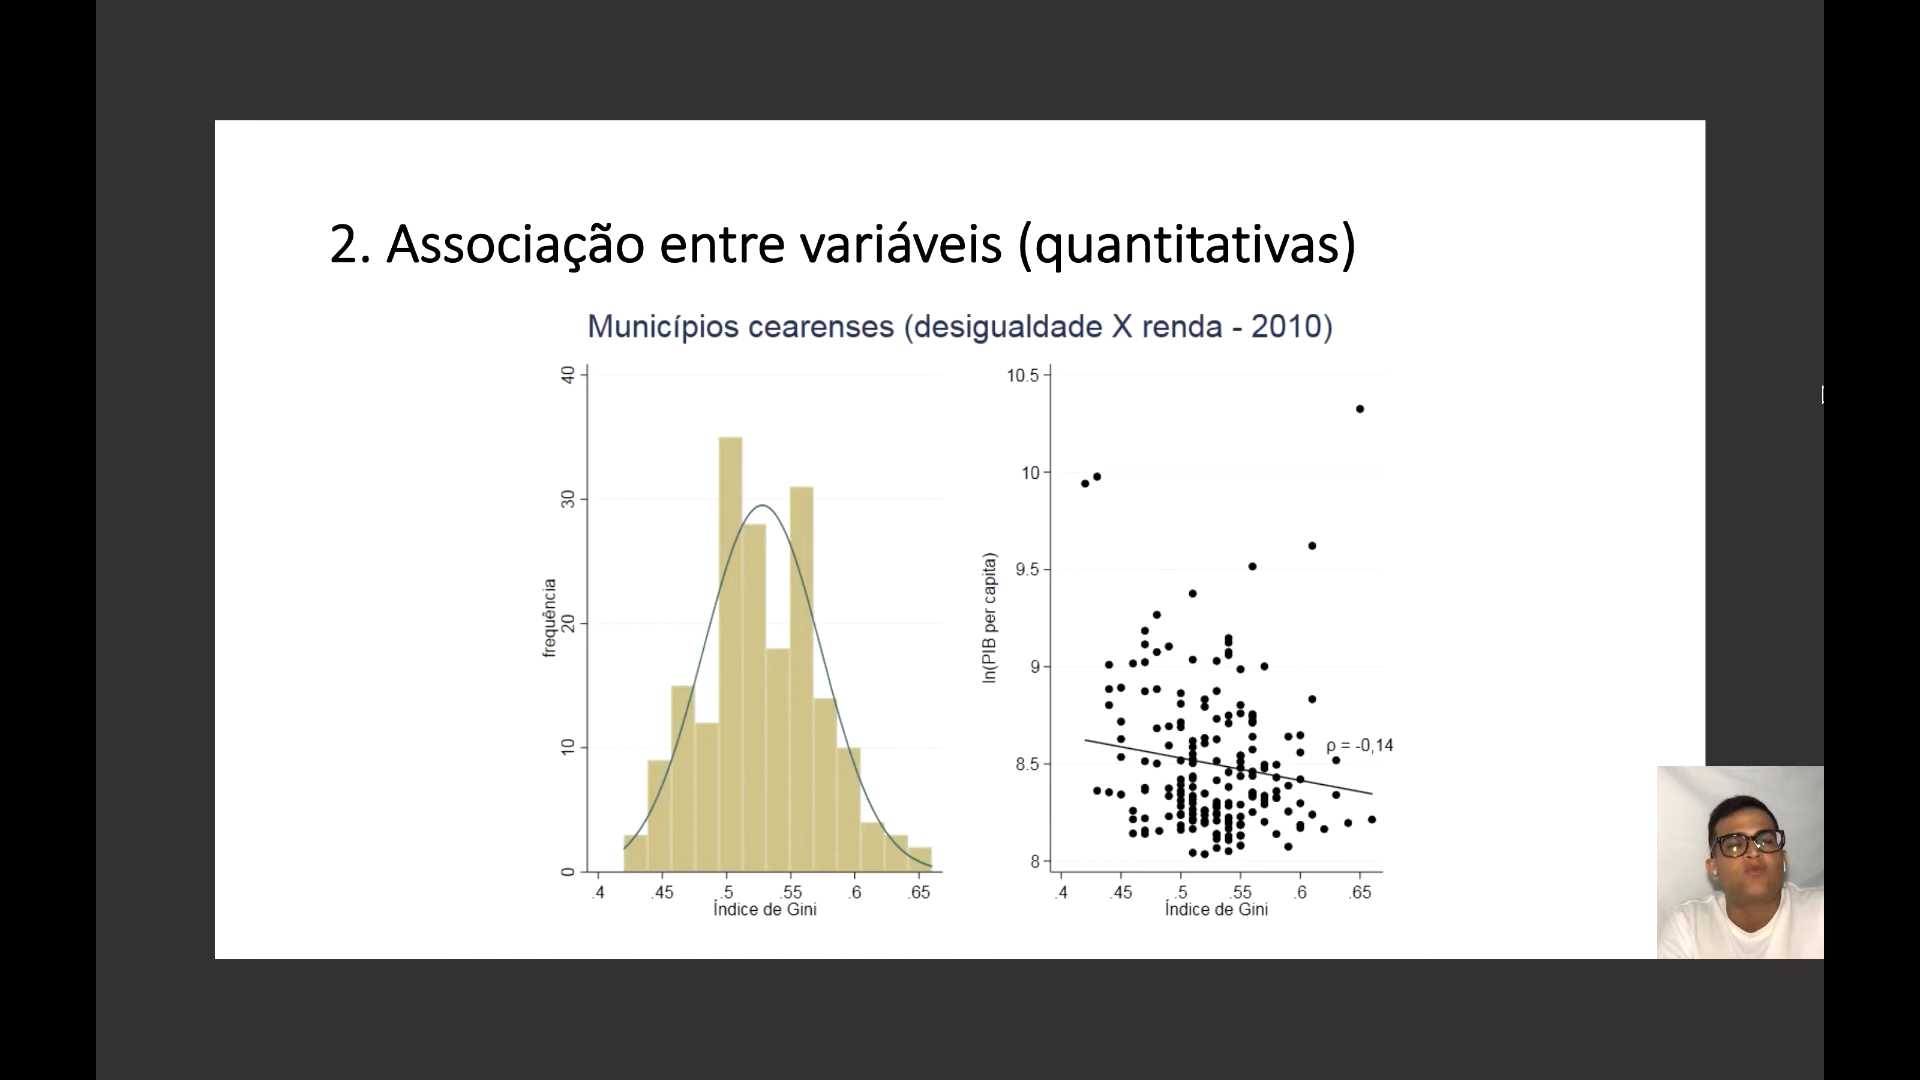 2. Associação entre variáveis (quantitativas)
Municípios cearenses (desigualdade X renda - 2010)
40
30
20
10
0
frequência
.4 .45 .5 .55 .6 .65
Índice de Gini
10.5
10
9.5
9
8.5
8
ln(PIB per capita)
ρ = -0,14
.4 .45 .5 .55 .6 .65
Índice de Gini